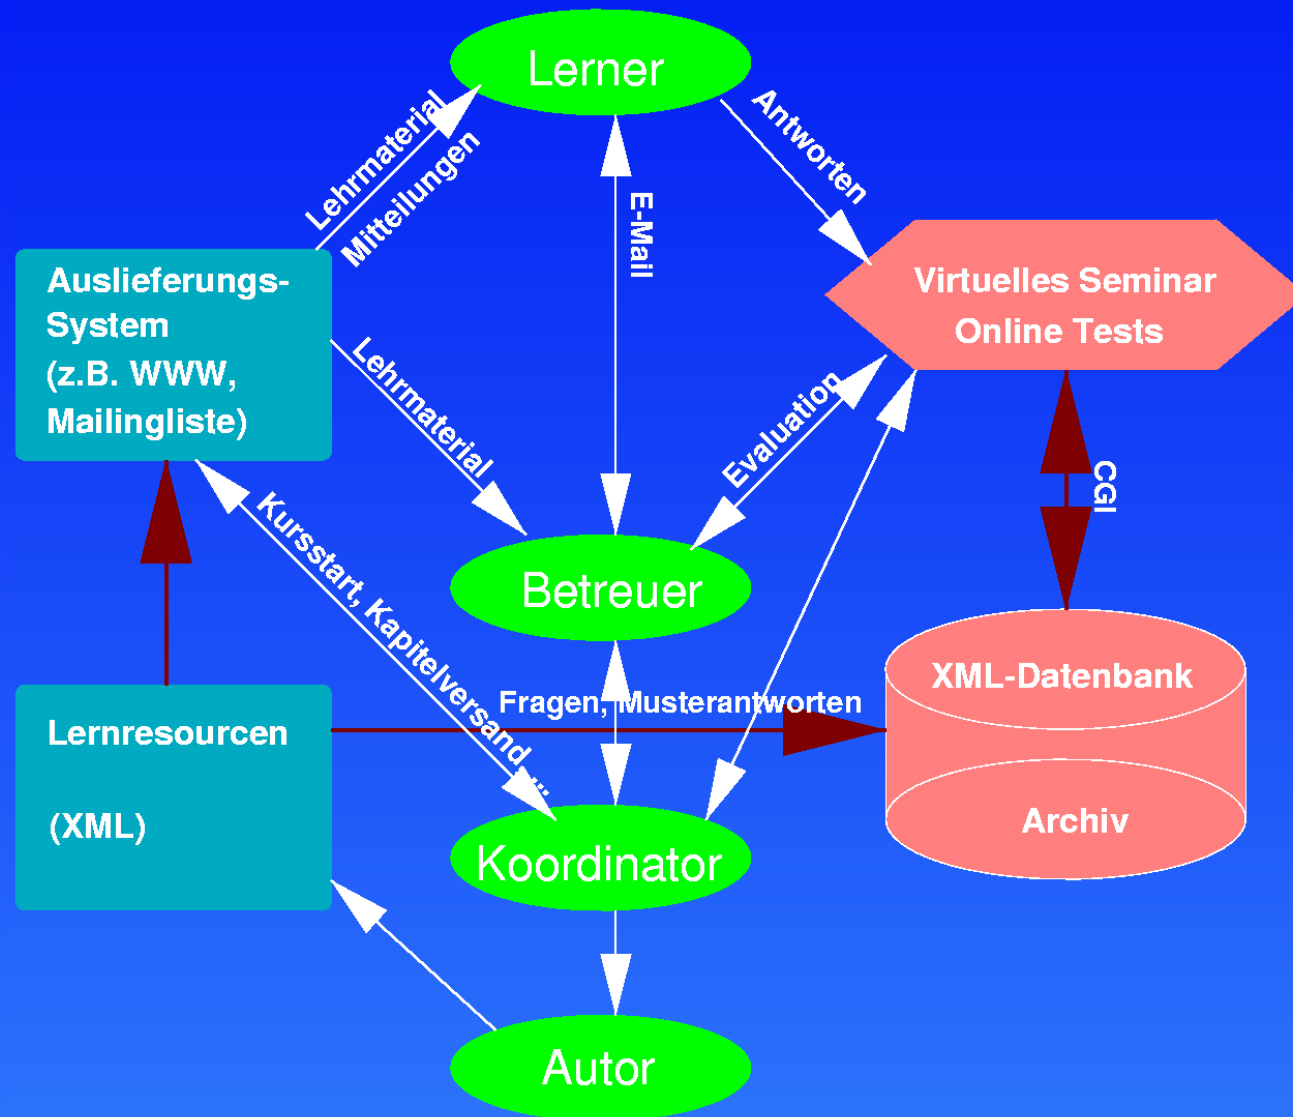 Lerner
Lehrmaterial
Mitteilungen
Antworten
E-Mail
Auslieferungs-
System
(z.B. WWW,
Mailingliste)
Virtuelles Seminar
Online Tests
Lehrmaterial
Evaluation
CGI
Kursstart, Kapitelversand, ...
Betreuer
Fragen, Musterantworten
XML-Datenbank
Lernresourcen
(XML)
Archiv
Koordinator
Autor